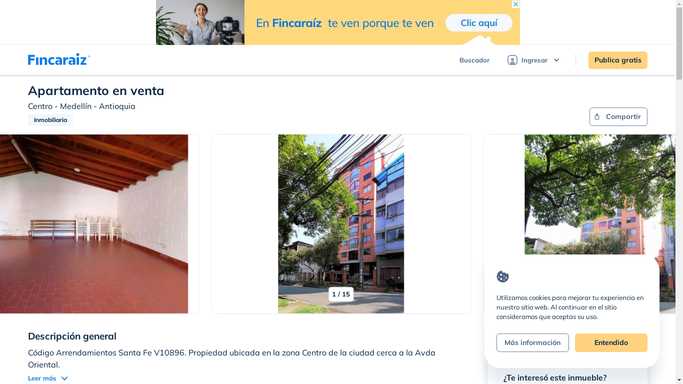 En Fincaraíz te ven porque te ven
Clic aquí
Fincaraíz
Buscador
Ingresar
Publica gratis
Apartamento en venta
Centro - Medellín - Antioquia
Inmobiliaria
Compartir
1 / 15
Utilizamos cookies para mejorar tu experiencia en
nuestro sitio web. Al continuar en el sitio
consideramos que aceptas su uso.
Más información
Entendido
Descripción general
Código Arrendamientos Santa Fe V10896. Propiedad ubicada en la zona Centro de la ciudad cerca a la Avda
Oriental.
Leer más
¿Te interesó este inmueble?